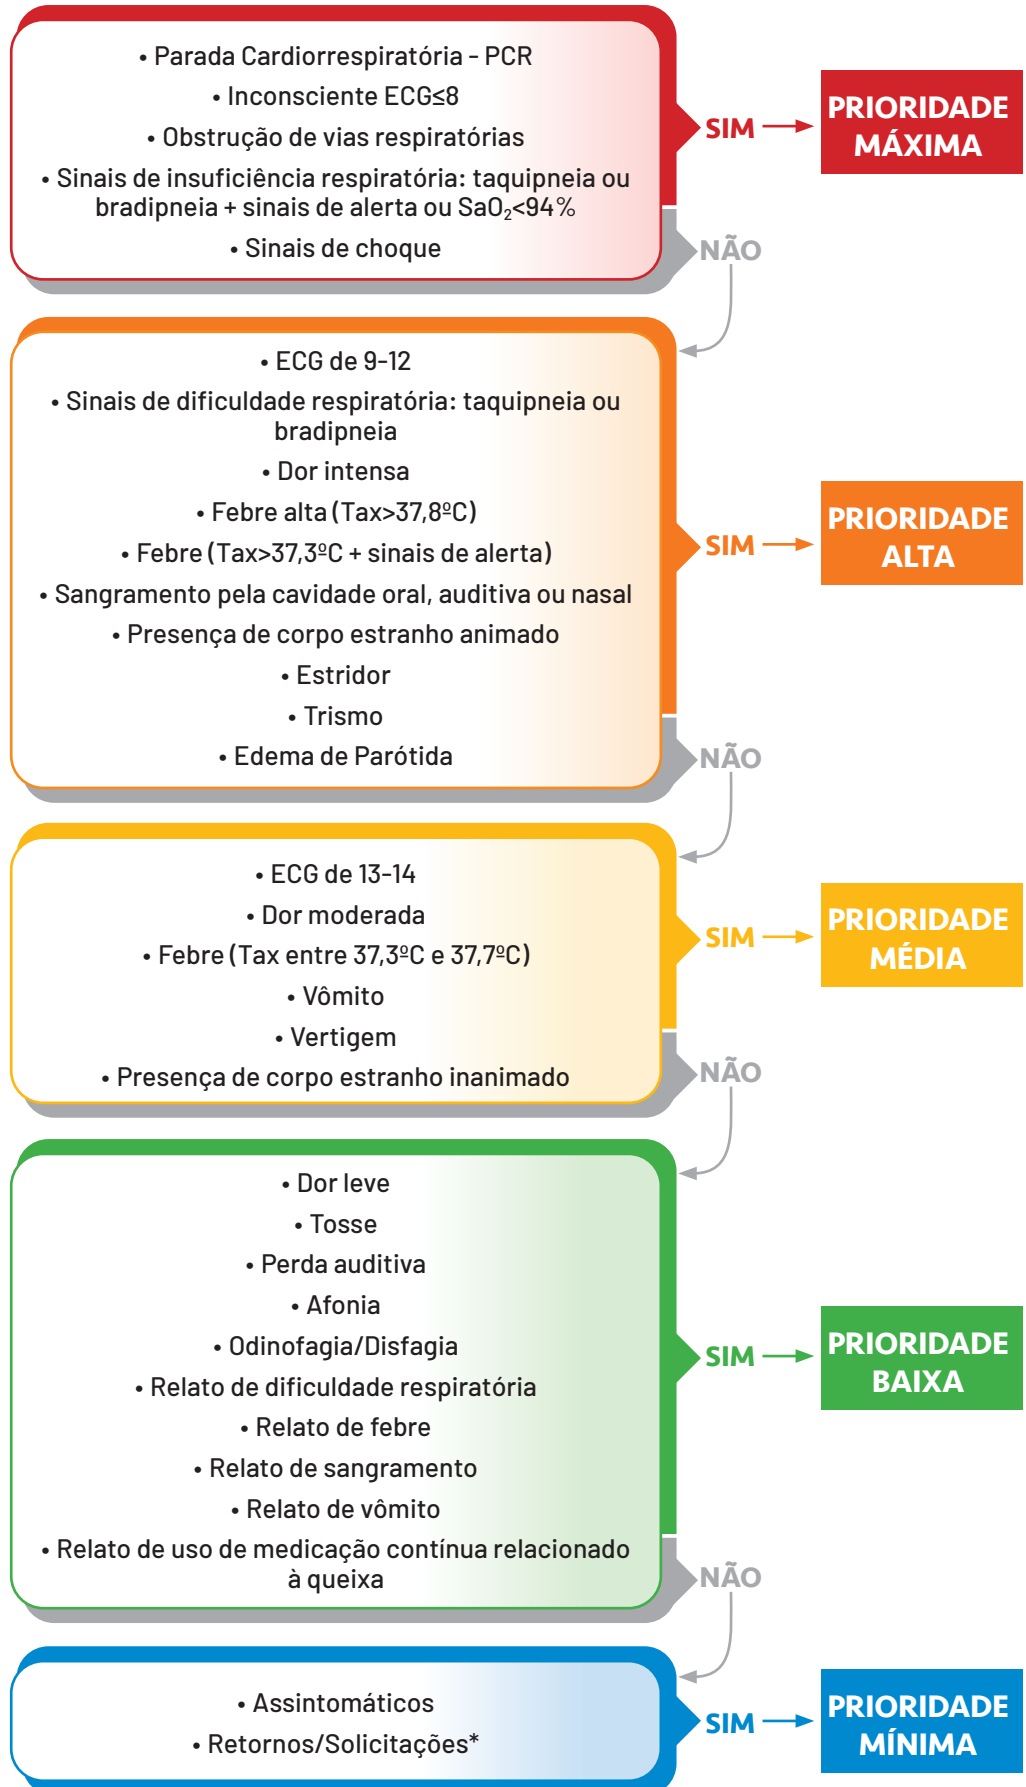 • Parada Cardiorrespiratória - PCR
• Inconsciente ECG≤8
• Obstrução de vias respiratórias
• Sinais de insuficiência respiratória: taquipneia ou
bradipneia + sinais de alerta ou SaO₂<94%
• Sinais de choque
SIM
PRIORIDADE
MÁXIMA
NÃO
• ECG de 9-12
• Sinais de dificuldade respiratória: taquipneia ou
bradipneia
• Dor intensa
• Febre alta (Tax>37,8ºC)
• Febre (Tax>37,3ºC + sinais de alerta)
• Sangramento pela cavidade oral, auditiva ou nasal
• Presença de corpo estranho animado
• Estridor
• Trismo
• Edema de Parótida
SIM
PRIORIDADE
ALTA
NÃO
• ECG de 13-14
• Dor moderada
• Febre (Tax entre 37,3ºC e 37,7ºC)
• Vômito
• Vertigem
• Presença de corpo estranho inanimado
SIM
PRIORIDADE
MÉDIA
NÃO
• Dor leve
• Tosse
• Perda auditiva
• Afonia
• Odinofagia/Disfagia
• Relato de dificuldade respiratória
• Relato de febre
• Relato de sangramento
• Relato de vômito
• Relato de uso de medicação contínua relacionado
à queixa
SIM
PRIORIDADE
BAIXA
NÃO
• Assintomáticos
• Retornos/Solicitações*
SIM
PRIORIDADE
MÍNIMA